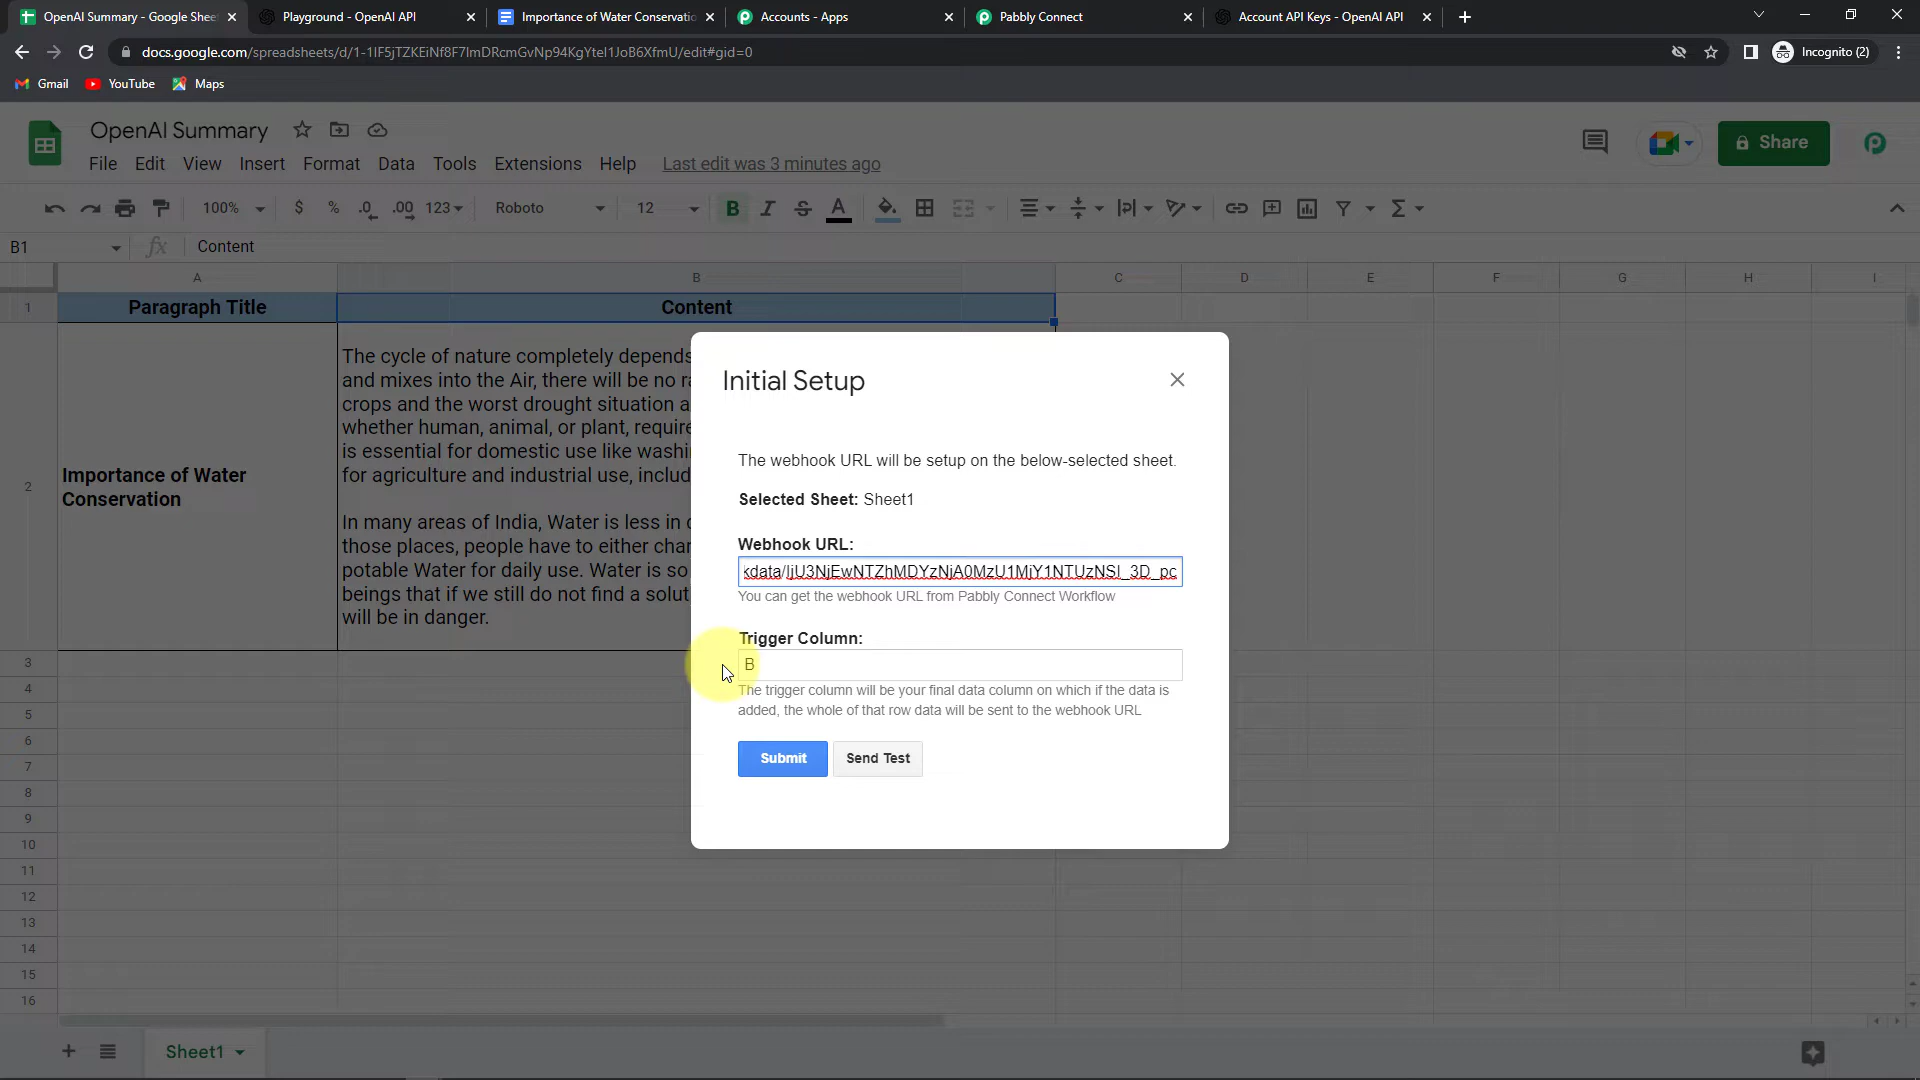 OpenAI Summary - Google Shee
Playground - OpenAI API
Importance of Water Conservatio
Accounts - Apps
Pabbly Connect
Account API Keys - OpenAI API
Incognito (2)
Gmail
YouTube
Maps
OpenAI Summary
Share
File
Edit
View
Insert
Format
Data
Tools
Extensions
Help
Last edit was 3 minutes ago
100%
$
%
.0
.00
123
Roboto
12
B
I
S
A
B1
fx
Content
A
B
C
D
E
F
G
H
I
1
Paragraph Title
Content
2
Importance of Water
Conservation
The cycle of nature completely depends
and mixes into the Air, there will be no ra
crops and the worst drought situation a
whether human, animal, or plant, require
is essential for domestic use like washi
for agriculture and industrial use, includ
In many areas of India, Water is less in
those places, people have to either char
potable Water for daily use. Water is so
beings that if we still do not find a solut
will be in danger.
Initial Setup
The webhook URL will be setup on the below-selected sheet.
Selected Sheet: Sheet1
Webhook URL:
You can get the webhook URL from Pabbly Connect Workflow
Trigger Column:
B
The trigger column will be your final data column on which if the data is
added, the whole of that row data will be sent to the webhook URL
Submit
Send Test
3
4
5
6
7
8
9
10
11
12
13
14
15
16
Sheet1